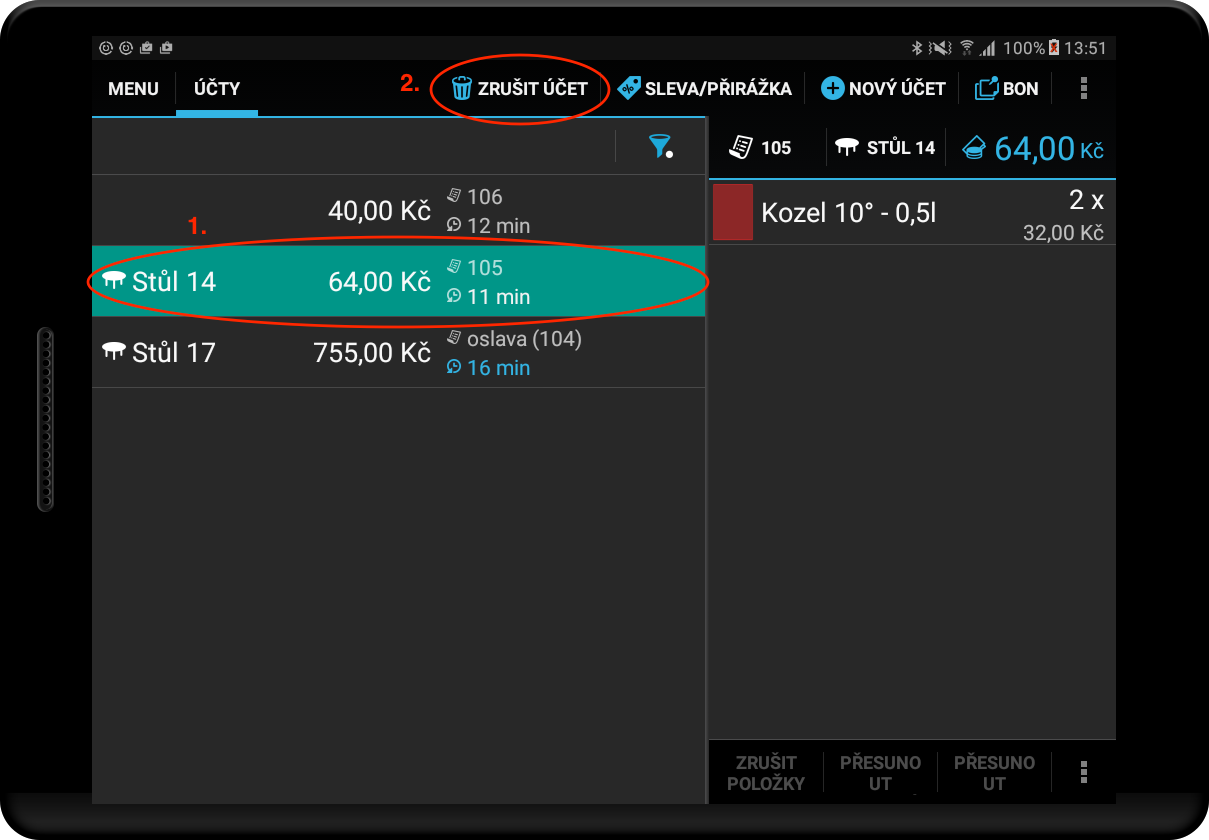 100% 13:51
MENU ÚČTY 2. ZRUŠIT ÚČET SLEVA/PŘIRÁŽKA NOVÝ ÚČET BON
105 STŮL 14 64,00 Kč
1. 40,00 Kč 106
12 min
Stůl 14 64,00 Kč 105
11 min
Stůl 17 755,00 Kč oslava (104)
16 min
Kozel 10° - 0,5l 2 x
32,00 Kč
ZRUŠIT PŘESUNO PŘESUNO
POLOŽKY UT UT